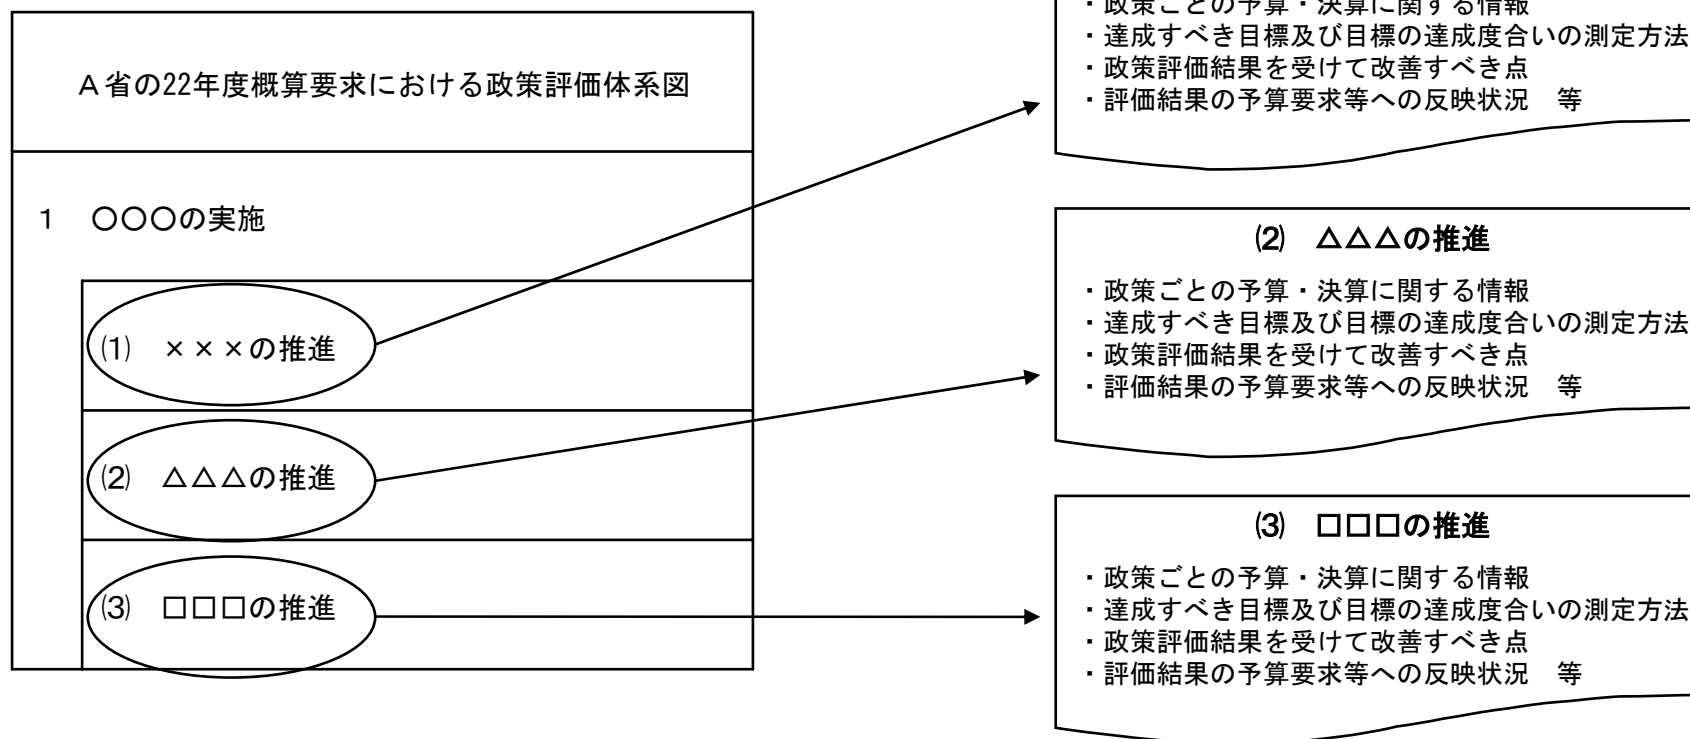 A省の22年度概算要求における政策評価体系図
1 〇〇〇の実施
⑴ ×××の推進
⑵ △△△の推進
⑶ □□□の推進
・政策ごとの予算・決算に関する情報
・達成すべき目標及び目標の達成度合いの測定方法
・政策評価結果を受けて改善すべき点
・評価結果の予算要求等への反映状況 等
⑵ △△△の推進
・政策ごとの予算・決算に関する情報
・達成すべき目標及び目標の達成度合いの測定方法
・政策評価結果を受けて改善すべき点
・評価結果の予算要求等への反映状況 等
⑶ □□□の推進
・政策ごとの予算・決算に関する情報
・達成すべき目標及び目標の達成度合いの測定方法
・政策評価結果を受けて改善すべき点
・評価結果の予算要求等への反映状況 等